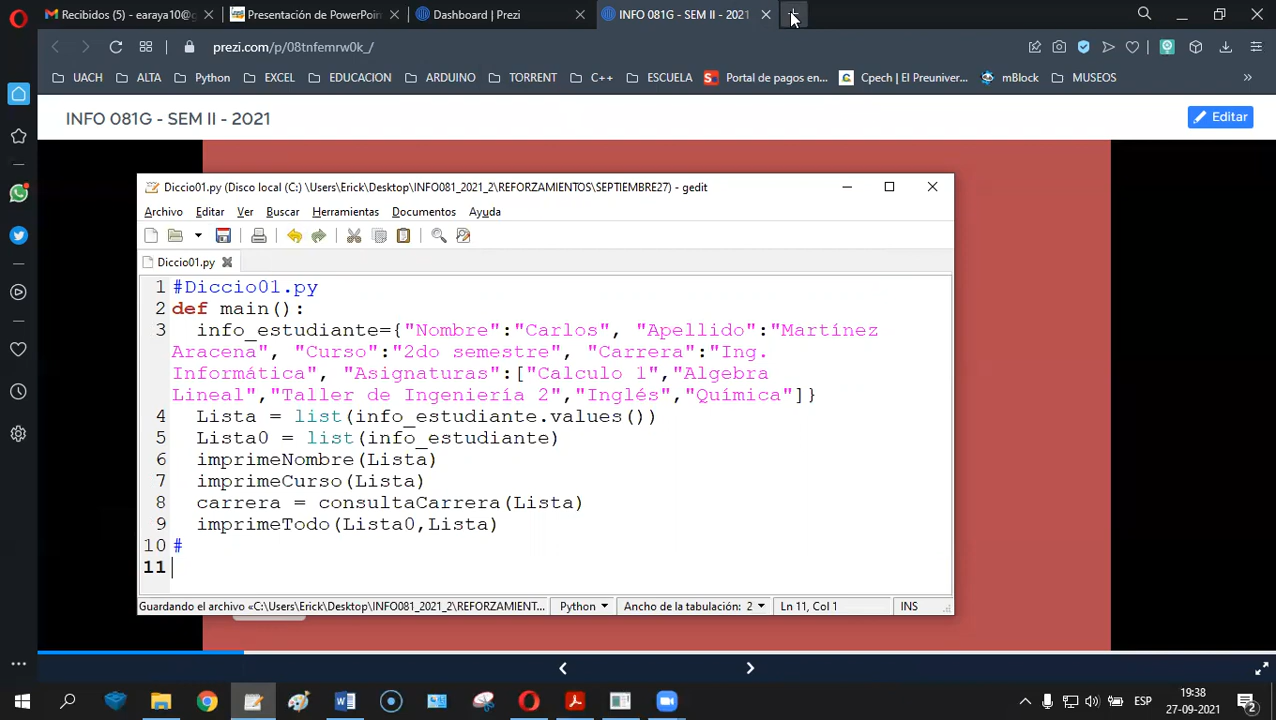 Recibidos (5) - earaya10@g
Presentación de PowerPoin
Dashboard | Prezi
INFO 081G - SEM II - 2021
prezi.com/p/08tnfemrw0k_/
UACH ALTA Python EXCEL EDUCACION ARDUINO TORRENT C++ ESCUELA Portal de pagos en... Cpech | El Preuniver... mBlock MUSEOS »
INFO 081G - SEM II - 2021
Editar
Diccio01.py (Disco local (C:) \Users\Erick\Desktop\INFO081_2021_2\REFORZAMIENTOS\SEPTIEMBRE27) - gedit
Archivo Editar Ver Buscar Herramientas Documentos Ayuda
Diccio01.py
1 #Diccio01.py
2 def main():
3 info_estudiante={"Nombre":"Carlos", "Apellido":"Martínez
Aracena", "Curso":"2do semestre", "Carrera":"Ing.
Informática", "Asignaturas":["Calculo 1","Algebra
Lineal","Taller de Ingeniería 2","Inglés","Química"]}
4 Lista = list(info_estudiante.values())
5 Lista0 = list(info_estudiante)
6 imprimeNombre(Lista)
7 imprimeCurso(Lista)
8 carrera = consultaCarrera(Lista)
9 imprimeTodo(Lista0,Lista)
10 #
11
Guardando el archivo «C:\Users\Erick\Desktop\INFO081_2021_2\REFORZAMIENT... Python Ancho de la tabulación: 2 Ln 11, Col 1 INS
ESP
19:38
27-09-2021
2